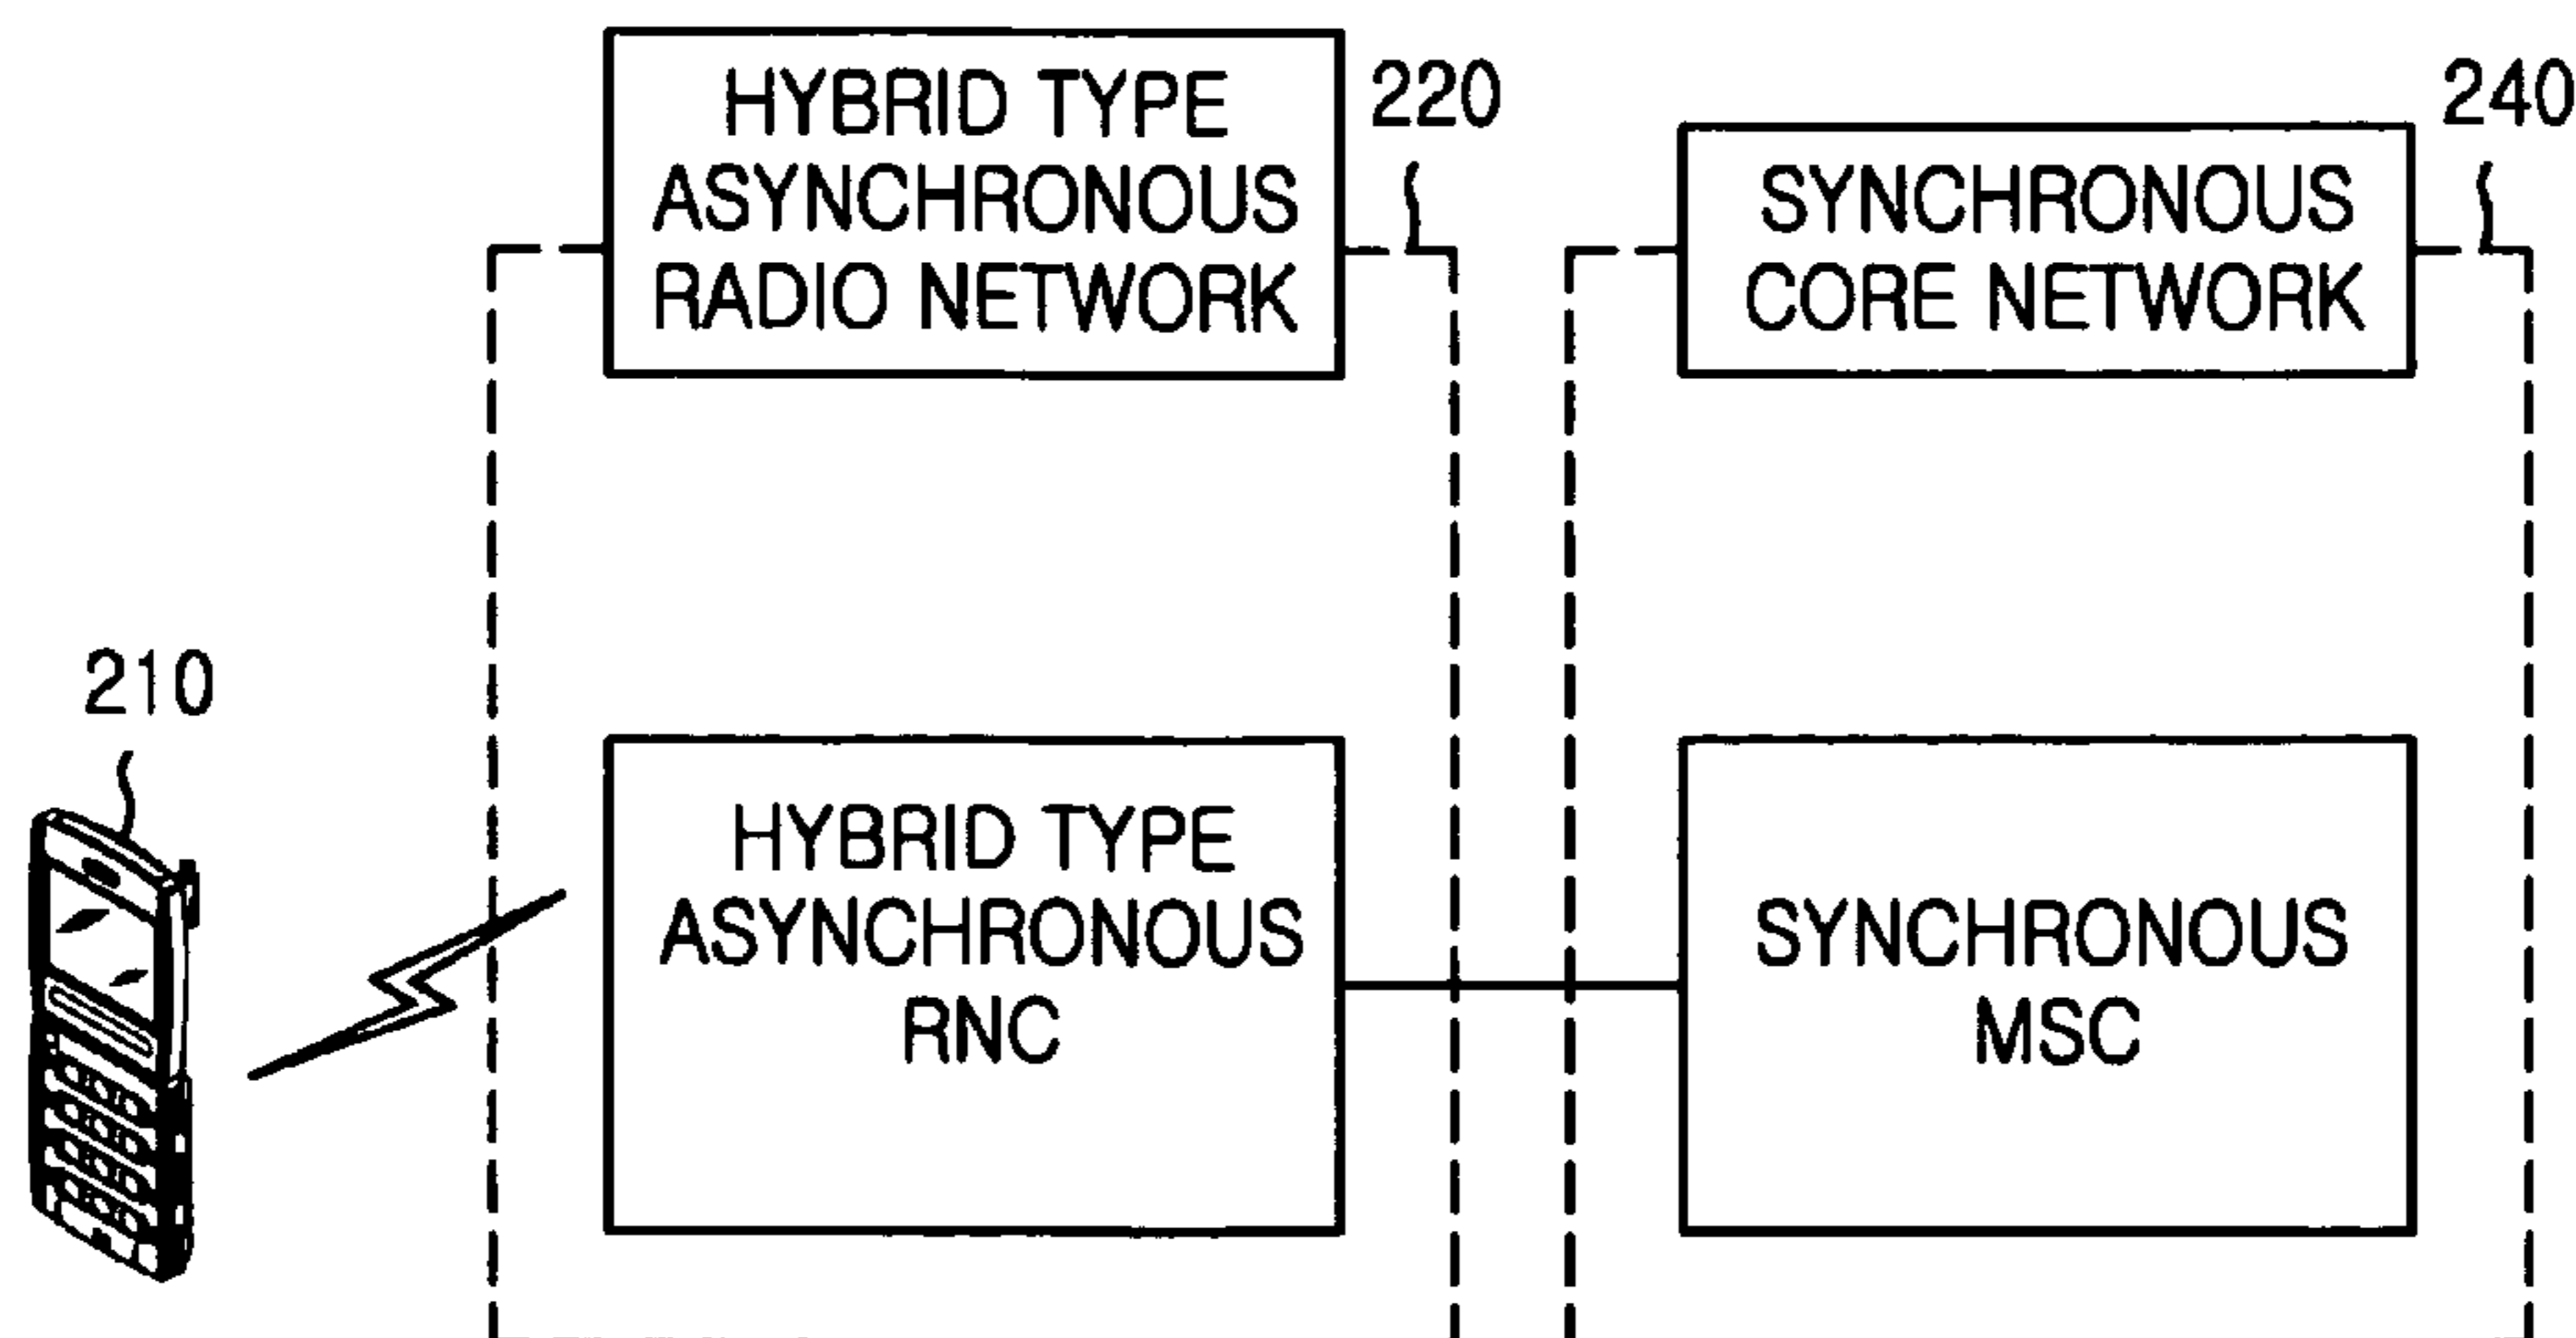 HYBRID TYPE
ASYNCHRONOUS
RADIO NETWORK
220
SYNCHRONOUS
CORE NETWORK
240
210
HYBRID TYPE
ASYNCHRONOUS
RNC
SYNCHRONOUS
MSC